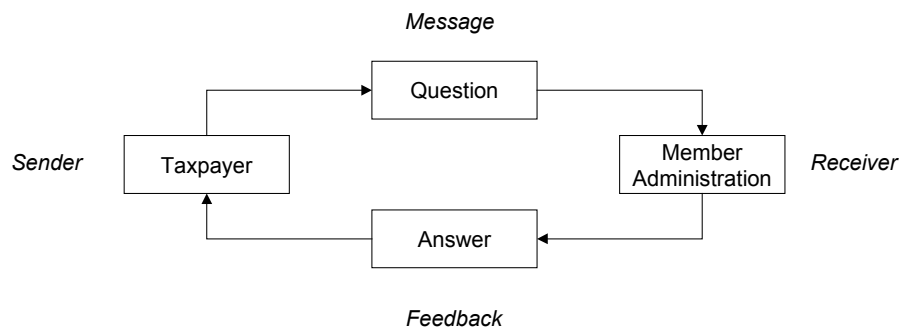 Message
Question
Sender
Taxpayer
Member
Administration
Receiver
Answer
Feedback